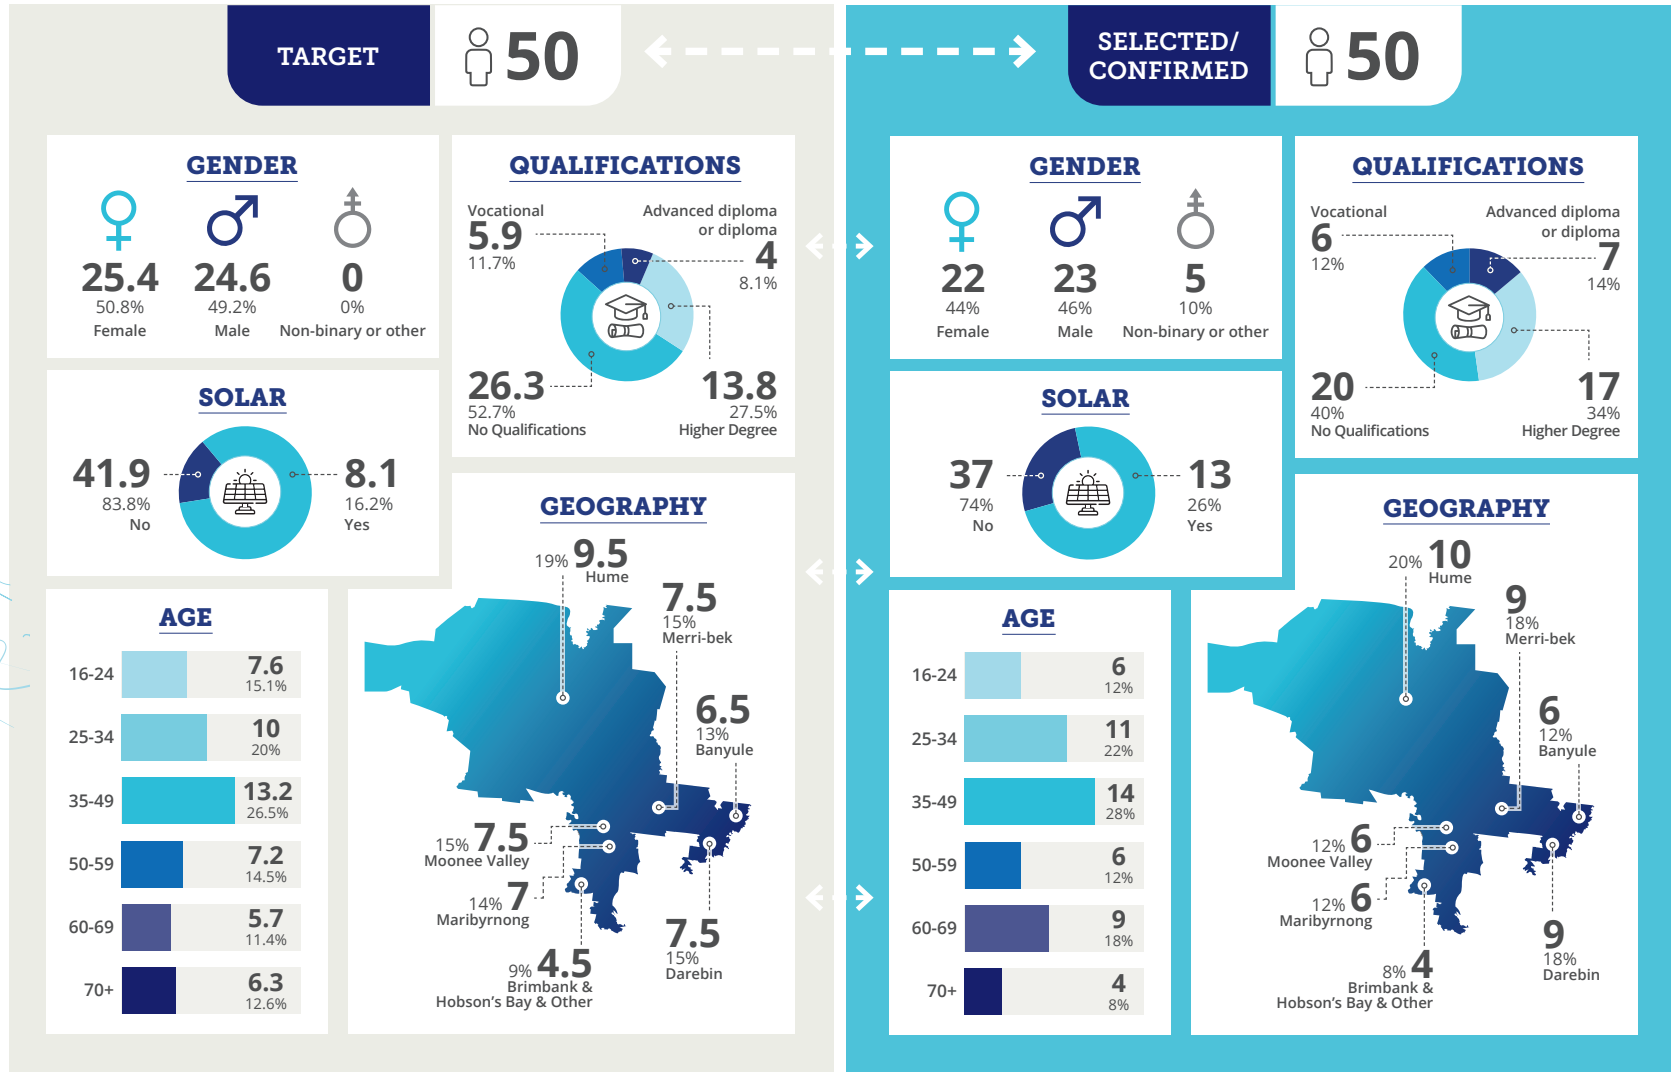 TARGET
50
GENDER
25.4
50.8%
Female
24.6
49.2%
Male
0
0%
Non-binary or other
QUALIFICATIONS
Vocational
5.9
11.7%
Advanced diploma
or diploma
4
8.1%
26.3
52.7%
No Qualifications
13.8
27.5%
Higher Degree
SOLAR
41.9
83.8%
No
8.1
16.2%
Yes
AGE
16-24
7.6
15.1%
25-34
10
20%
35-49
13.2
26.5%
50-59
7.2
14.5%
60-69
5.7
11.4%
70+
6.3
12.6%
GEOGRAPHY
19% 9.5
Hume
7.5
15%
Merri-bek
6.5
13%
Banyule
15% 7.5
Moonee Valley
14% 7
Maribyrnong
9% 4.5
Brimbank &
Hobson's Bay & Other
7.5
15%
Darebin
SELECTED/
CONFIRMED
50
GENDER
22
44%
Female
23
46%
Male
5
10%
Non-binary or other
QUALIFICATIONS
Vocational
6
12%
Advanced diploma
or diploma
7
14%
20
40%
No Qualifications
17
34%
Higher Degree
SOLAR
37
74%
No
13
26%
Yes
AGE
16-24
6
12%
25-34
11
22%
35-49
14
28%
50-59
6
12%
60-69
9
18%
70+
4
8%
GEOGRAPHY
20% 10
Hume
9
18%
Merri-bek
6
12%
Banyule
12% 6
Moonee Valley
12% 6
Maribyrnong
8% 4
Brimbank &
Hobson's Bay & Other
9
18%
Darebin